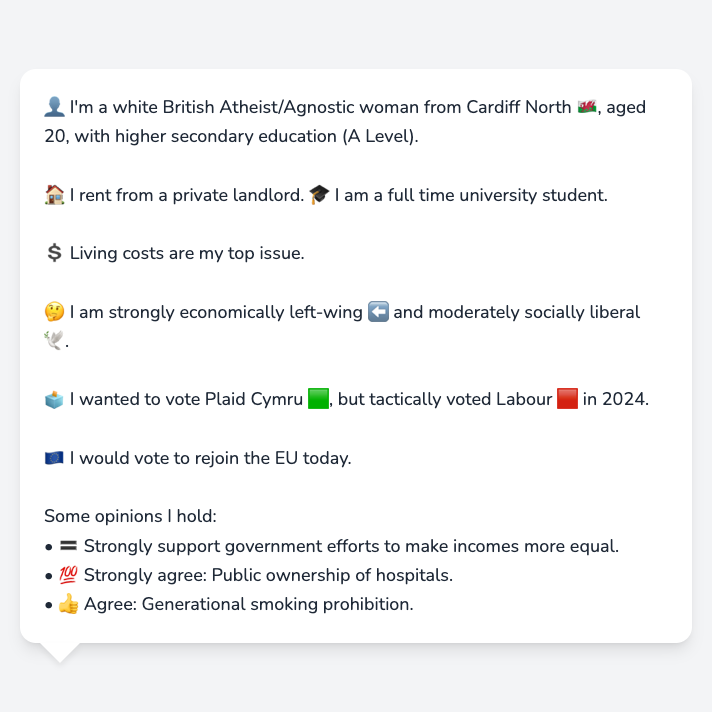 👤 I'm a white British Atheist/Agnostic woman from Cardiff North 🏴󠁧󠁢󠁷󠁬󠁳󠁿, aged
20, with higher secondary education (A Level).
🏠 I rent from a private landlord. 🎓 I am a full time university student.
💲 Living costs are my top issue.
🤔 I am strongly economically left-wing ⬅️ and moderately socially liberal
🕊️.
🗳️ I wanted to vote Plaid Cymru 🟩, but tactically voted Labour 🟥 in 2024.
🇪🇺 I would vote to rejoin the EU today.
Some opinions I hold:
• 🟰 Strongly support government efforts to make incomes more equal.
• 💯 Strongly agree: Public ownership of hospitals.
• 👍 Agree: Generational smoking prohibition.